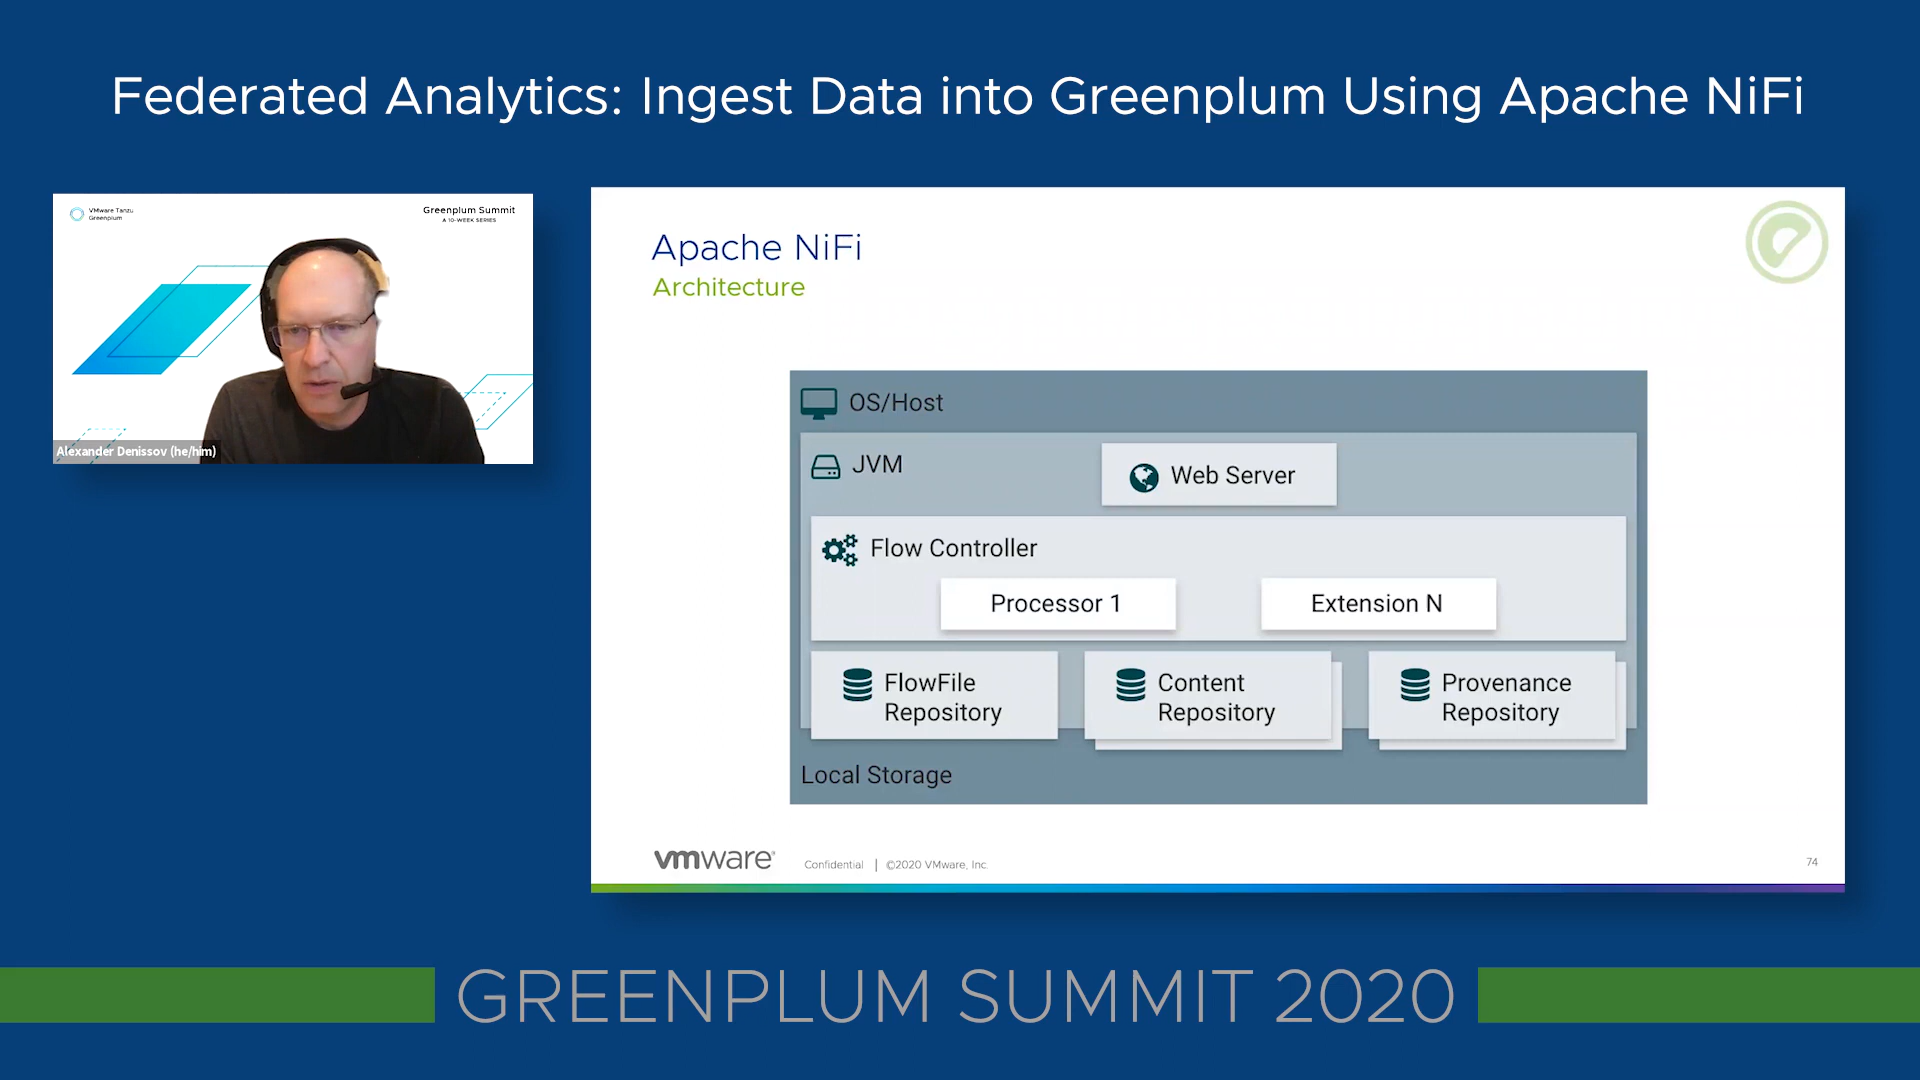 Federated Analytics: Ingest Data into Greenplum Using Apache NiFi
VMware Tanzu
Greenplum
Greenplum Summit
A 10-WEEK SERIES
Alexander Denissov (he/him)
Apache NiFi
Architecture
OS/Host
JVM
Web Server
Flow Controller
Processor 1
Extension N
FlowFile
Repository
Content
Repository
Provenance
Repository
Local Storage
vmware®
Confidential | ©2020 VMware, Inc.
74
GREENPLUM SUMMIT 2020